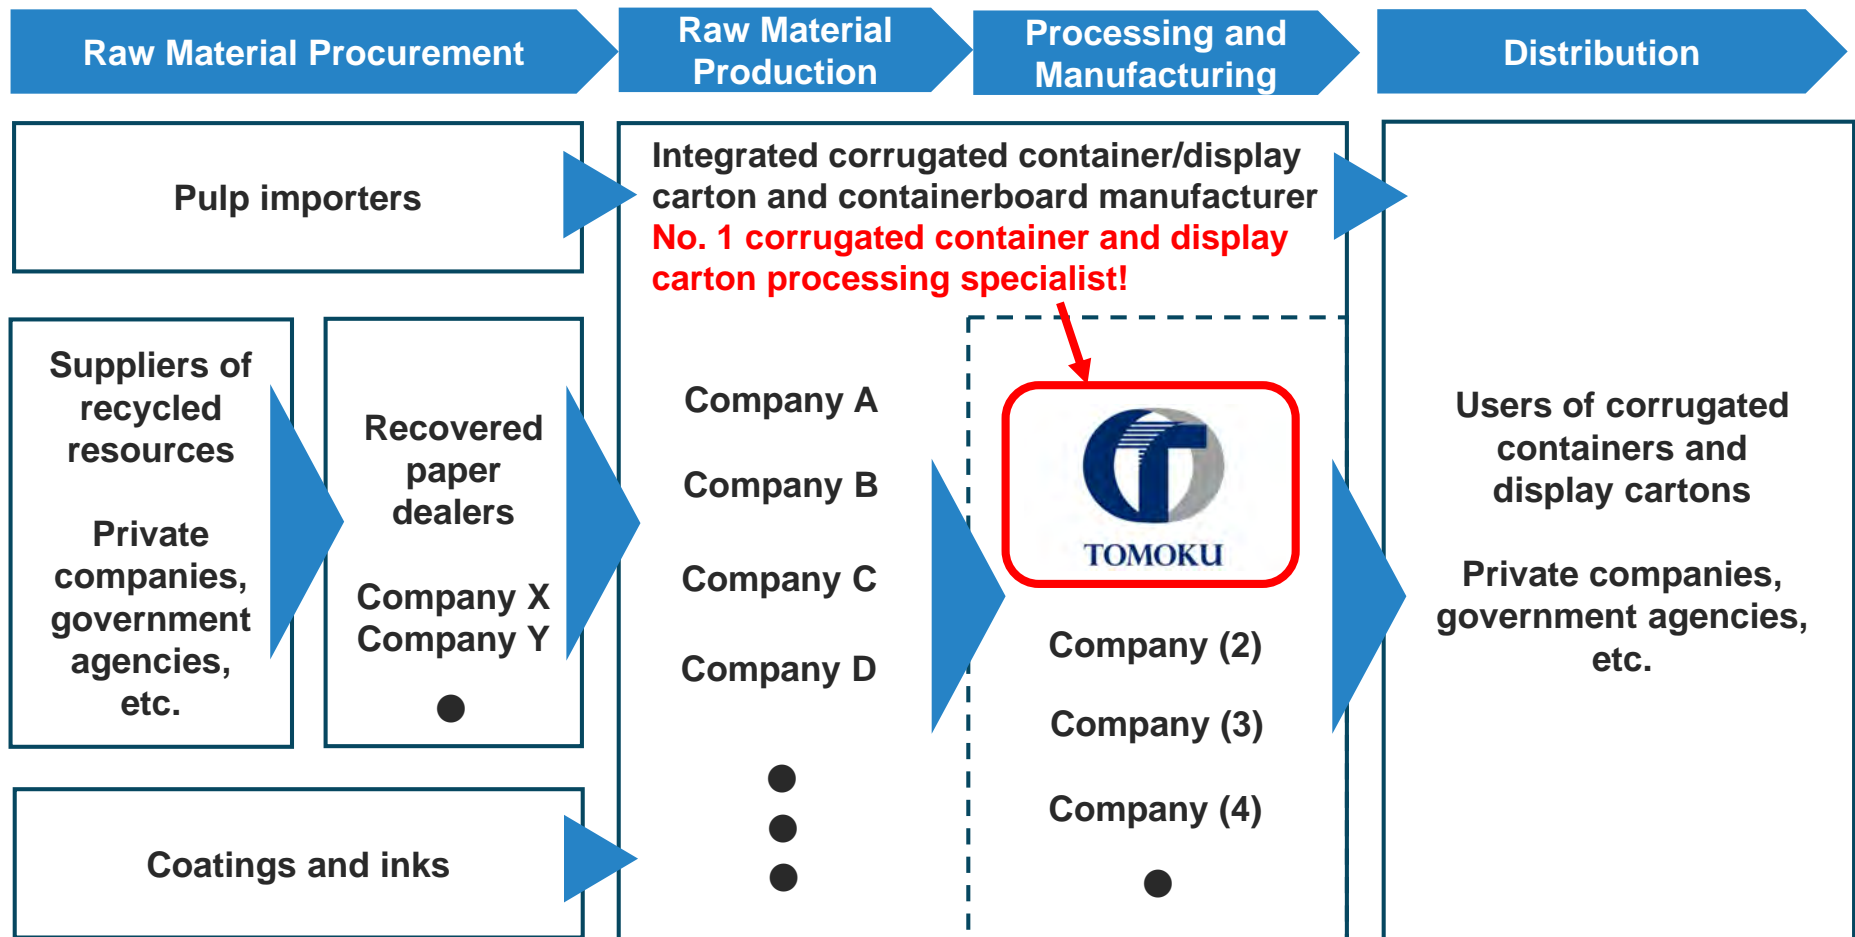 Raw Material Procurement
Raw Material
Production
Processing and
Manufacturing
Distribution
Pulp importers
Integrated corrugated container/display
carton and containerboard manufacturer
No. 1 corrugated container and display
carton processing specialist!
Suppliers of
recycled
resources
Private
companies,
government
agencies,
etc.
Recovered
paper
dealers
Company X
Company Y
●
Coatings and inks
Company A
Company B
Company C
Company D
●
●
●
TOMOKU
Company (2)
Company (3)
Company (4)
●
Users of corrugated
containers and
display cartons
Private companies,
government agencies,
etc.